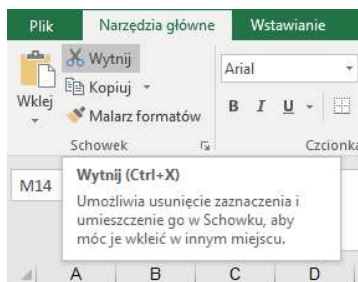 Plik Narzędzia główne Wstawianie
Wytnij
Arial
Kopiuj
Wklej
Malarz formatów
B I U
Schowek Czcionka
M14
Wytnij (Ctrl+X)
Umożliwia usunięcie zaznaczenia i
umieszczenie go w Schowku, aby
móc je wkleić w innym miejscu.
A B C D